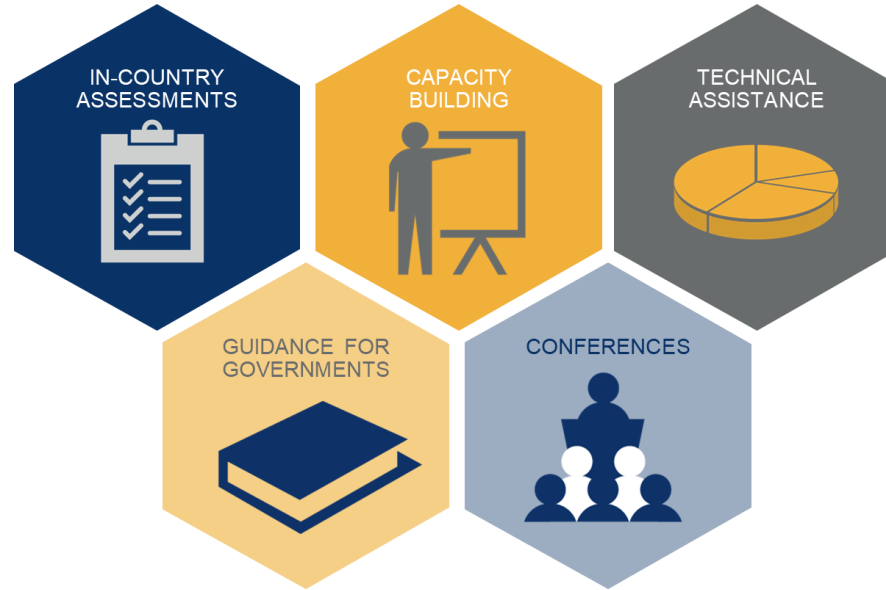 IN-COUNTRY
ASSESSMENTS
CAPACITY
BUILDING
TECHNICAL
ASSISTANCE
GUIDANCE FOR
GOVERNMENTS
CONFERENCES